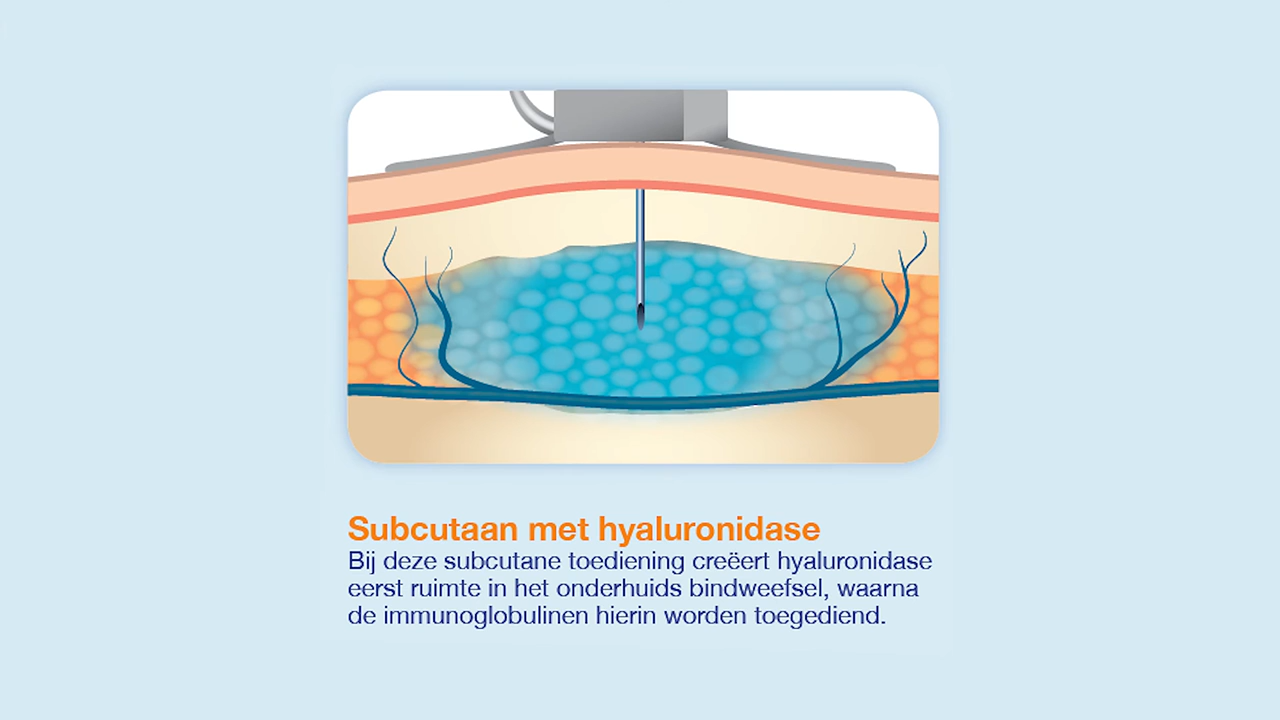 Subcutaan met hyaluronidase
Bij deze subcutane toediening creëert hyaluronidase
eerst ruimte in het onderhuids bindweefsel, waarna
de immunoglobulinen hierin worden toegediend.